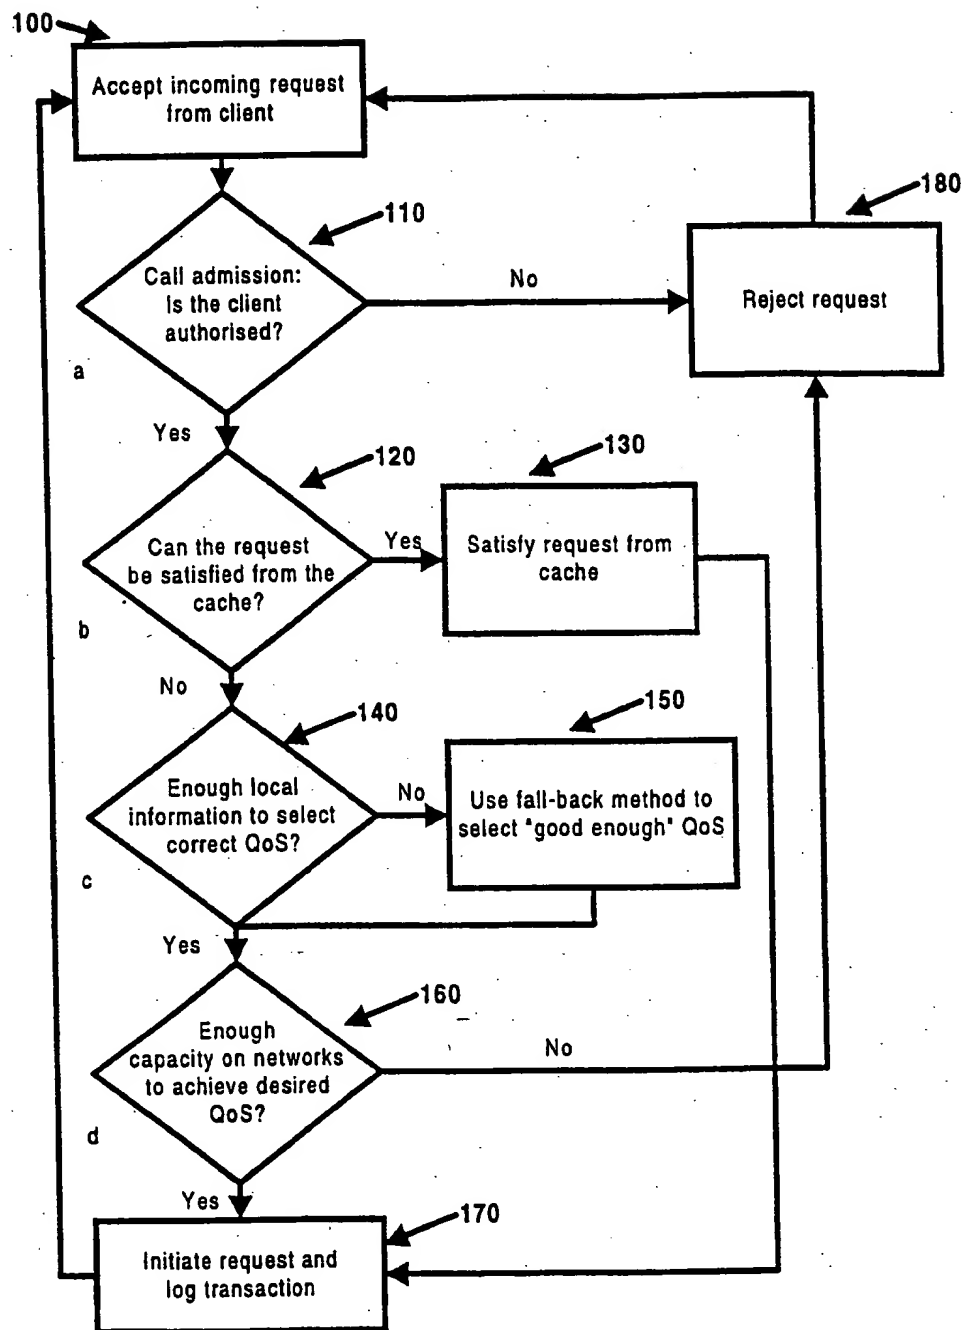 100
Accept incoming request
from client
110
180
Call admission:
Is the client
authorised?
No
Reject request
a
Yes
120
130
Can the request
be satisfied from the
cache?
Yes
Satisfy request from
cache
b
No
140
150
Enough local
information to select
correct QoS?
No
Use fall-back method to
select "good enough" QoS
c
Yes
160
Enough
capacity on networks
to achieve desired
QoS?
No
d
Yes
170
Initiate request and
log transaction